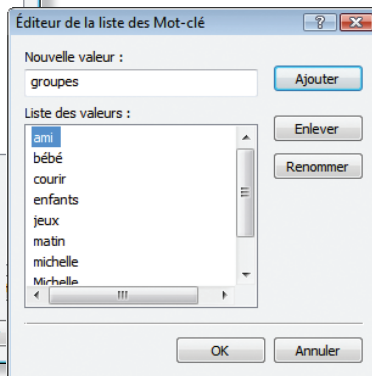 Éditeur de la liste des Mot-clé
Nouvelle valeur :
groupes
Ajouter
Liste des valeurs :
Enlever
ami
bébé
Renommer
courir
enfants
jeux
matin
michelle
Michelle
OK
Annuler